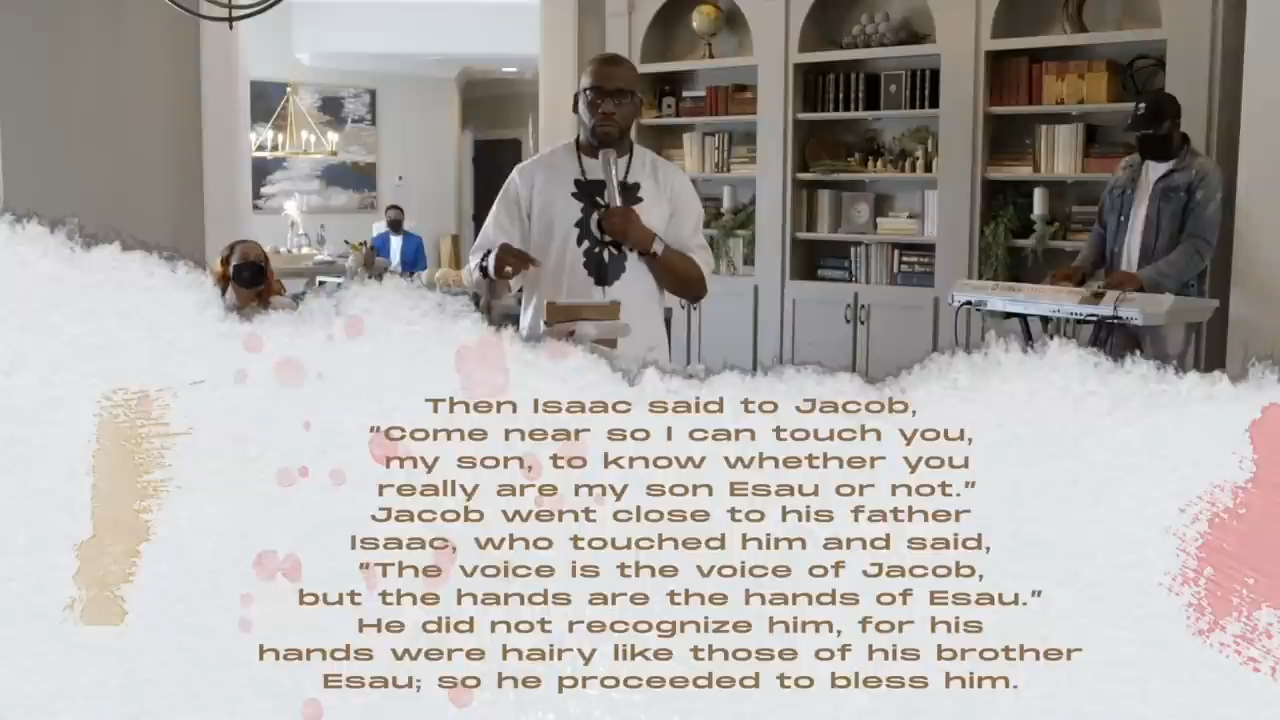 Then Isaac said to Jacob,
“Come near so I can touch you,
my son, to know whether you
really are my son Esau or not.”
Jacob went close to his father
Isaac, who touched him and said,
“The voice is the voice of Jacob,
but the hands are the hands of Esau.”
He did not recognize him, for his
hands were hairy like those of his brother
Esau; so he proceeded to bless him.